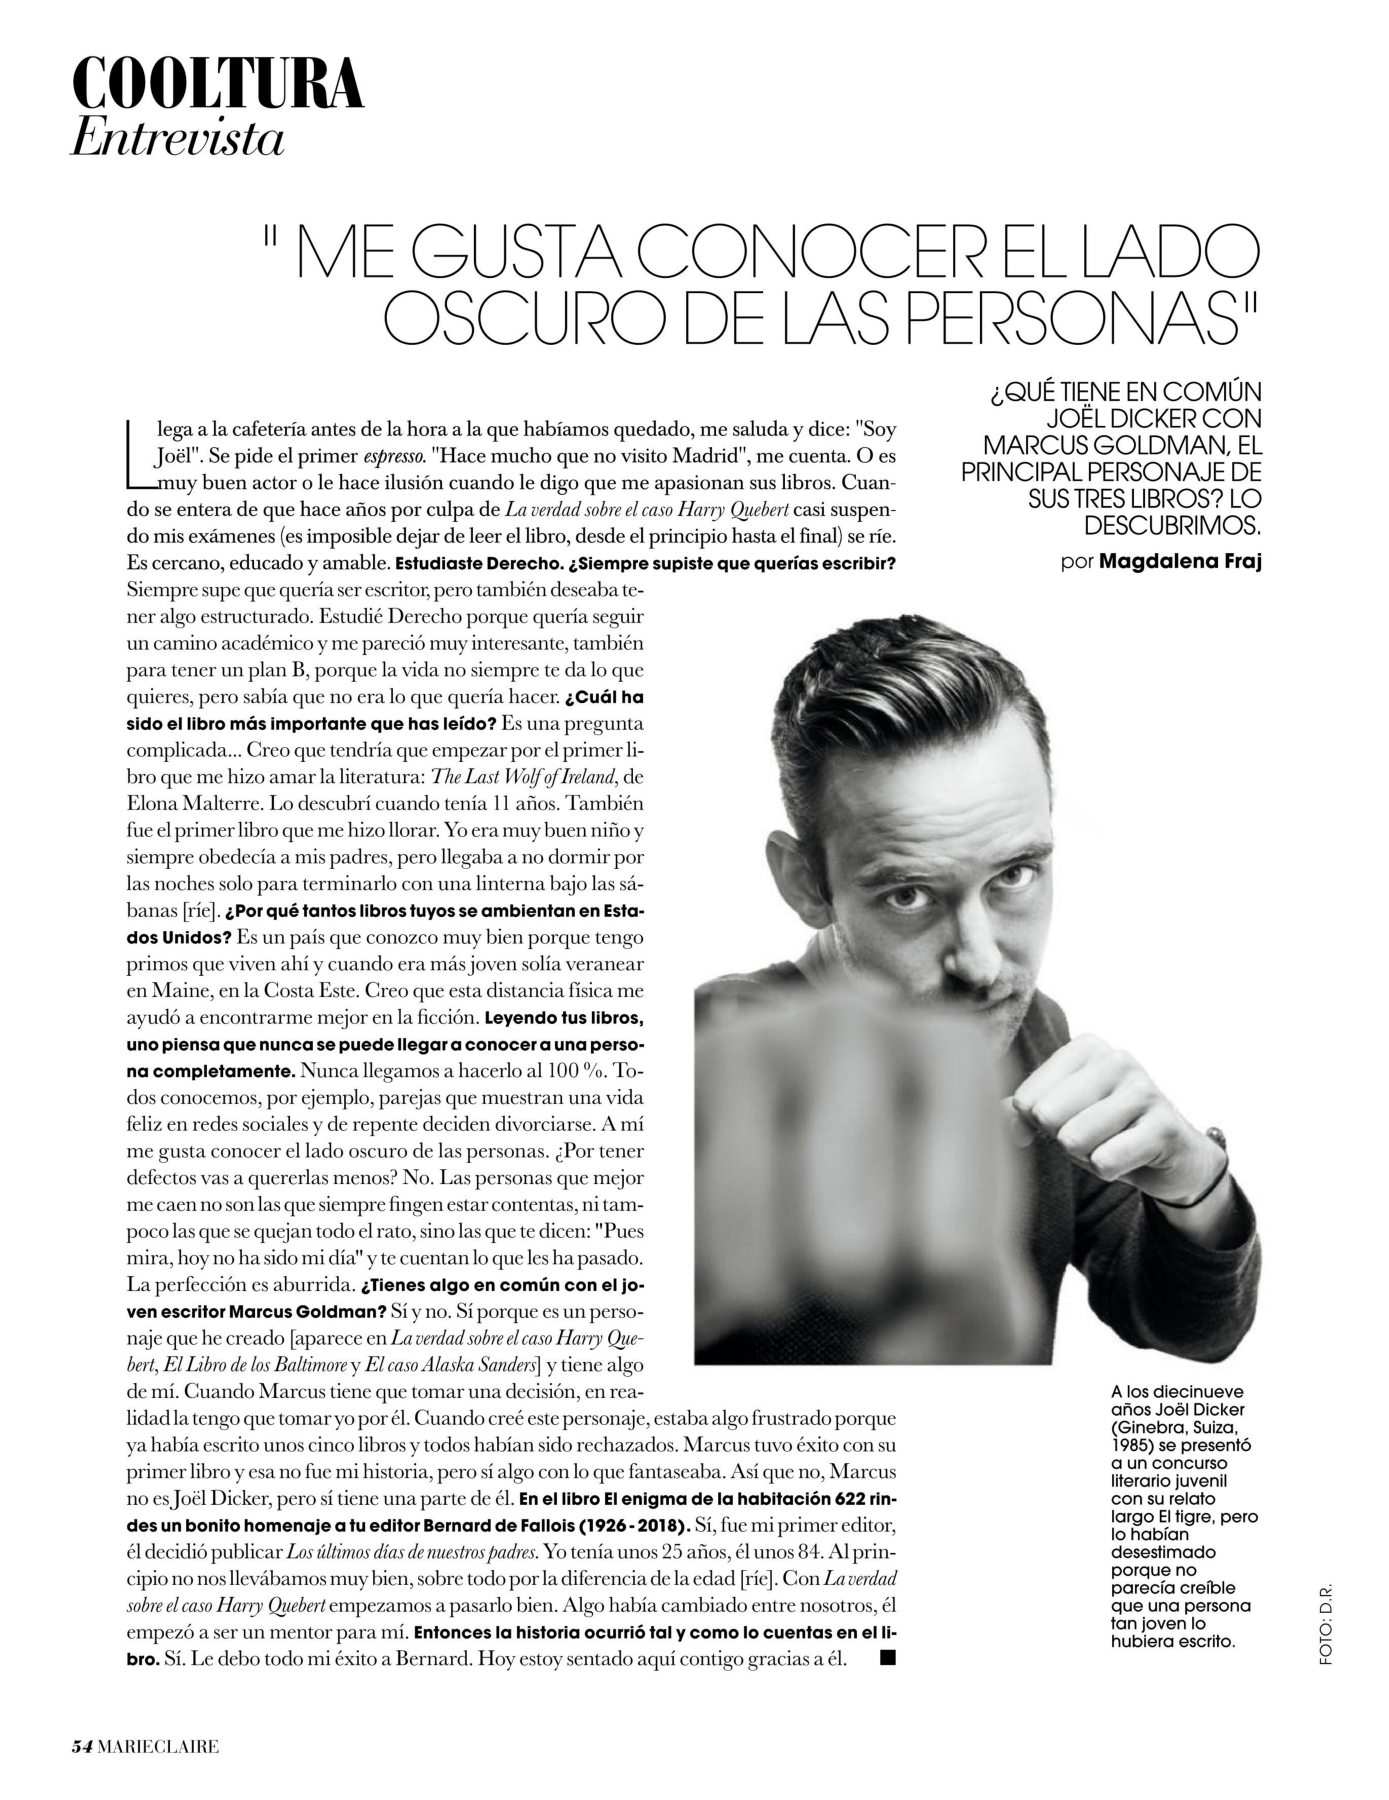 COOLTURA
Entrevista
" ME GUSTA CONOCER EL LADO
OSCURO DE LAS PERSONAS"
¿QUÉ TIENE EN COMÚN
JOËL DICKER CON
MARCUS GOLDMAN, EL
PRINCIPAL PERSONAJE DE
SUS TRES LIBROS? LO
DESCUBRIMOS.
por Magdalena Fraj
Llega a la cafetería antes de la hora a la que habíamos quedado, me saluda y dice: "Soy
Joël". Se pide el primer espresso. "Hace mucho que no visito Madrid", me cuenta. O es
muy buen actor o le hace ilusión cuando le digo que me apasionan sus libros. Cuan-
do se entera de que hace años por culpa de La verdad sobre el caso Harry Quebert casi suspen-
do mis exámenes (es imposible dejar de leer el libro, desde el principio hasta el final) se ríe.
Es cercano, educado y amable. Estudiaste Derecho. ¿Siempre supiste que querías escribir?
Siempre supe que quería ser escritor, pero también deseaba te-
ner algo estructurado. Estudié Derecho porque quería seguir
un camino académico y me pareció muy interesante, también
para tener un plan B, porque la vida no siempre te da lo que
quieres, pero sabía que no era lo que quería hacer. ¿Cuál ha
sido el libro más importante que has leído? Es una pregunta
complicada... Creo que tendría que empezar por el primer li-
bro que me hizo amar la literatura: The Last Wolf of Ireland, de
Elona Malterre. Lo descubrí cuando tenía 11 años. También
fue el primer libro que me hizo llorar. Yo era muy buen niño y
siempre obedecía a mis padres, pero llegaba a no dormir por
las noches solo para terminarlo con una linterna bajo las sá-
banas [ríe]. ¿Por qué tantos libros tuyos se ambientan en Esta-
dos Unidos? Es un país que conozco muy bien porque tengo
primos que viven ahí y cuando era más joven solía veranear
en Maine, en la Costa Este. Creo que esta distancia física me
ayudó a encontrarme mejor en la ficción. Leyendo tus libros,
uno piensa que nunca se puede llegar a conocer a una perso-
na completamente. Nunca llegamos a hacerlo al 100 %. To-
dos conocemos, por ejemplo, parejas que muestran una vida
feliz en redes sociales y de repente deciden divorciarse. A mí
me gusta conocer el lado oscuro de las personas. ¿Por tener
defectos vas a quererlas menos? No. Las personas que mejor
me caen no son las que siempre fingen estar contentas, ni tam-
poco las que se quejan todo el rato, sino las que te dicen: "Pues
mira, hoy no ha sido mi día" y te cuentan lo que les ha pasado.
La perfección es aburrida. ¿Tienes algo en común con el jo-
ven escritor Marcus Goldman? Sí y no. Sí porque es un perso-
naje que he creado [aparece en La verdad sobre el caso Harry Que-
bert, El Libro de los Baltimore y El caso Alaska Sanders] y tiene algo
de mí. Cuando Marcus tiene que tomar una decisión, en rea-
lidad la tengo que tomar yo por él. Cuando creé este personaje, estaba algo frustrado porque
ya había escrito unos cinco libros y todos habían sido rechazados. Marcus tuvo éxito con su
primer libro y esa no fue mi historia, pero sí algo con lo que fantaseaba. Así que no, Marcus
no es Joël Dicker, pero sí tiene una parte de él. En el libro El enigma de la habitación 622 rin-
des un bonito homenaje a tu editor Bernard de Fallois (1926 - 2018). Sí, fue mi primer editor,
él decidió publicar Los últimos días de nuestros padres. Yo tenía unos 25 años, él unos 84. Al prin-
cipio no nos llevábamos muy bien, sobre todo por la diferencia de la edad [ríe]. Con La verdad
sobre el caso Harry Quebert empezamos a pasarlo bien. Algo había cambiado entre nosotros, él
empezó a ser un mentor para mí. Entonces la historia ocurrió tal y como lo cuentas en el li-
bro. Sí. Le debo todo mi éxito a Bernard. Hoy estoy sentado aquí contigo gracias a él.
A los diecinueve
años Joël Dicker
(Ginebra, Suiza,
1985) se presentó
a un concurso
literario juvenil
con su relato
largo El tigre, pero
lo habían
desestimado
porque no
parecía creíble
que una persona
tan joven lo
hubiera escrito.
FOTO: D.R.
54 MARIECLAIRE